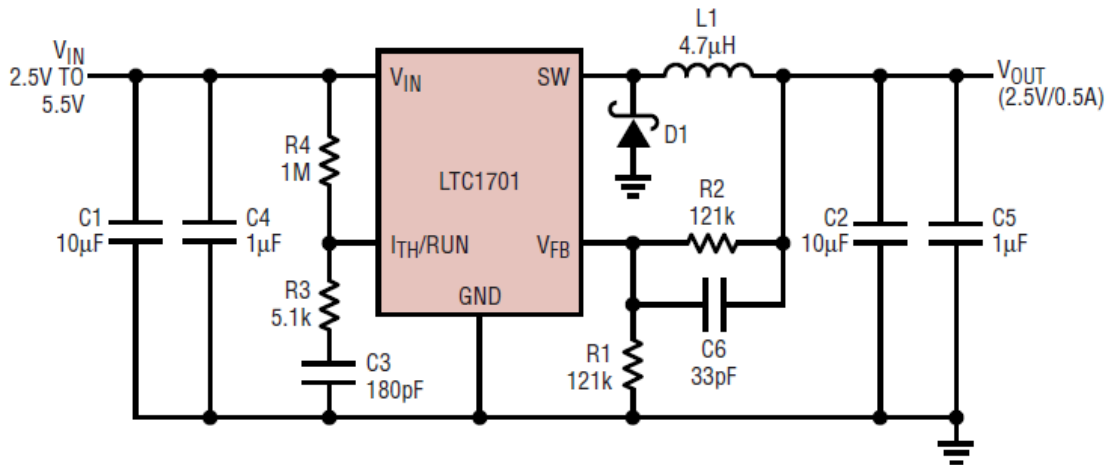 L1
4.7μH
VIN
2.5V TO
5.5V
VIN
SW
VOUT
(2.5V/0.5A)
D1
R4
1M
LTC1701
R2
121k
C1
10μF
C4
1μF
C2
10μF
C5
1μF
ITH/RUN
VFB
R3
5.1k
GND
C6
33pF
R1
121k
C3
180pF